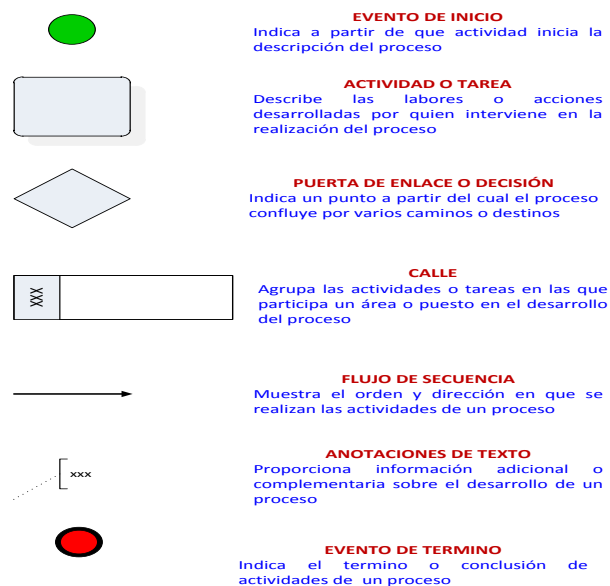 EVENTO DE INICIO
Indica a partir de que actividad inicia la
descripción del proceso
ACTIVIDAD O TAREA
Describe las labores o acciones
desarrolladas por quien interviene en la
realización del proceso
PUERTA DE ENLACE O DECISIÓN
Indica un punto a partir del cual el proceso
confluye por varios caminos o destinos
XXX
CALLE
Agrupa las actividades o tareas en las que
participa un área o puesto en el desarrollo
del proceso
FLUJO DE SECUENCIA
Muestra el orden y dirección en que se
realizan las actividades de un proceso
xxx
ANOTACIONES DE TEXTO
Proporciona información adicional o
complementaria sobre el desarrollo de un
proceso
EVENTO DE TERMINO
Indica el termino o conclusión de
actividades de un proceso